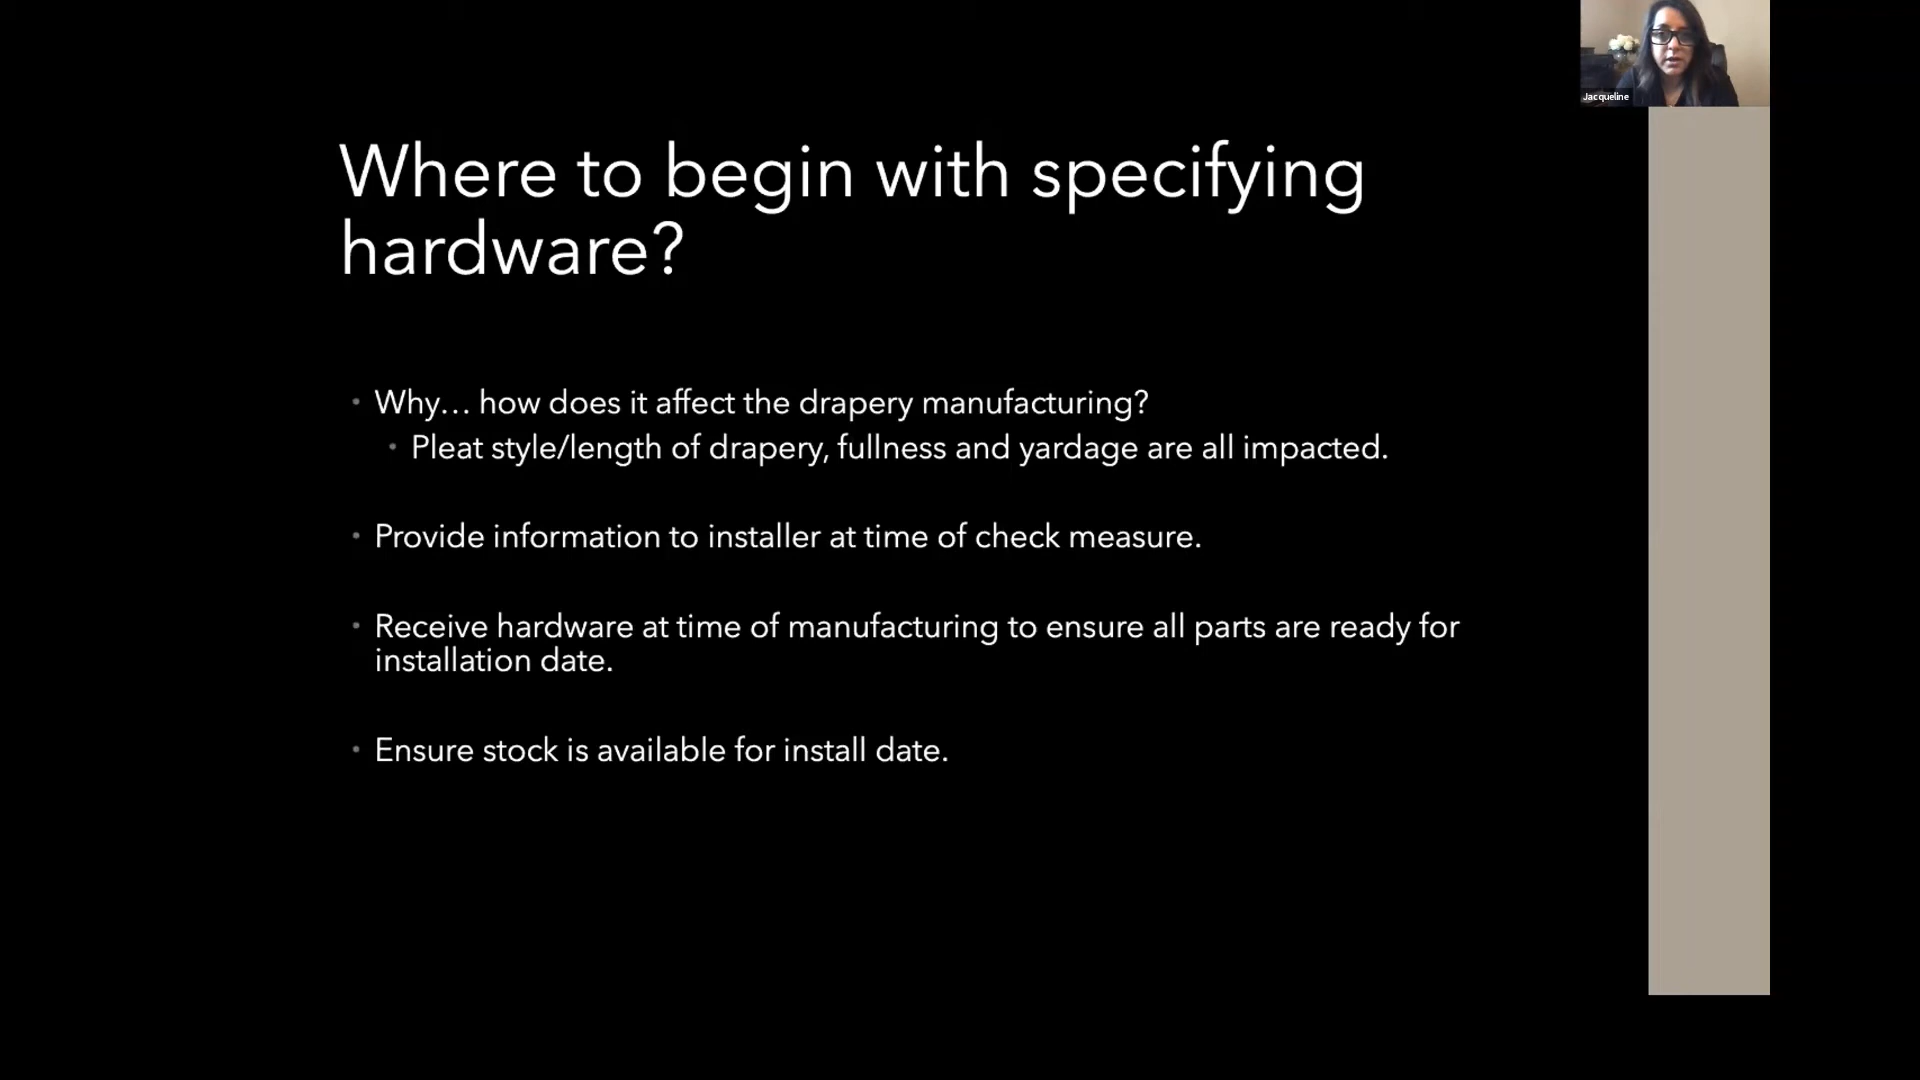 Jacqueline
Where to begin with specifying
hardware?
• Why… how does it affect the drapery manufacturing?
• Pleat style/length of drapery, fullness and yardage are all impacted.
• Provide information to installer at time of check measure.
• Receive hardware at time of manufacturing to ensure all parts are ready for
installation date.
• Ensure stock is available for install date.